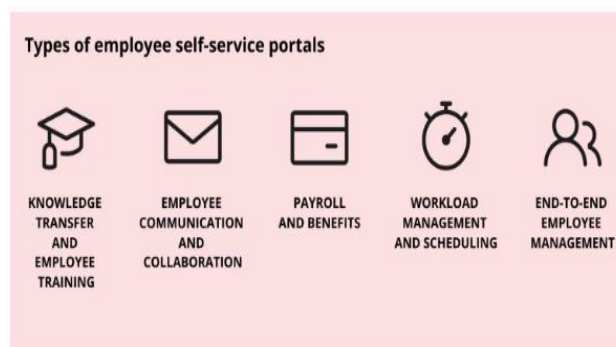 Types of employee self-service portals
KNOWLEDGE
TRANSFER
AND
EMPLOYEE
TRAINING
EMPLOYEE
COMMUNICATION
AND
COLLABORATION
PAYROLL
AND BENEFITS
WORKLOAD
MANAGEMENT
AND SCHEDULING
END-TO-END
EMPLOYEE
MANAGEMENT